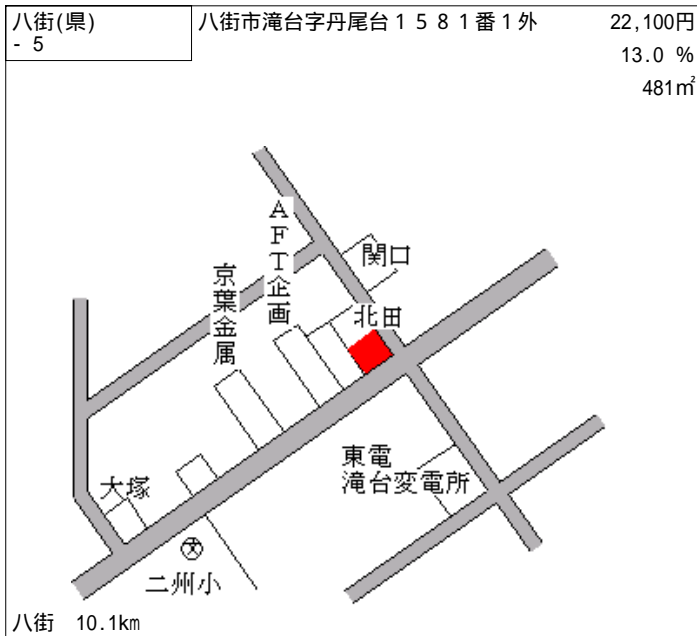 八街(県)
- 5
八街市滝台字丹尾台１５８１番１外
22,100円
13.0 %
481㎡
ＡＦＴ企画
関口
京葉金属
北田
東電
滝台変電所
大塚
文
二州小
八街 10.1km